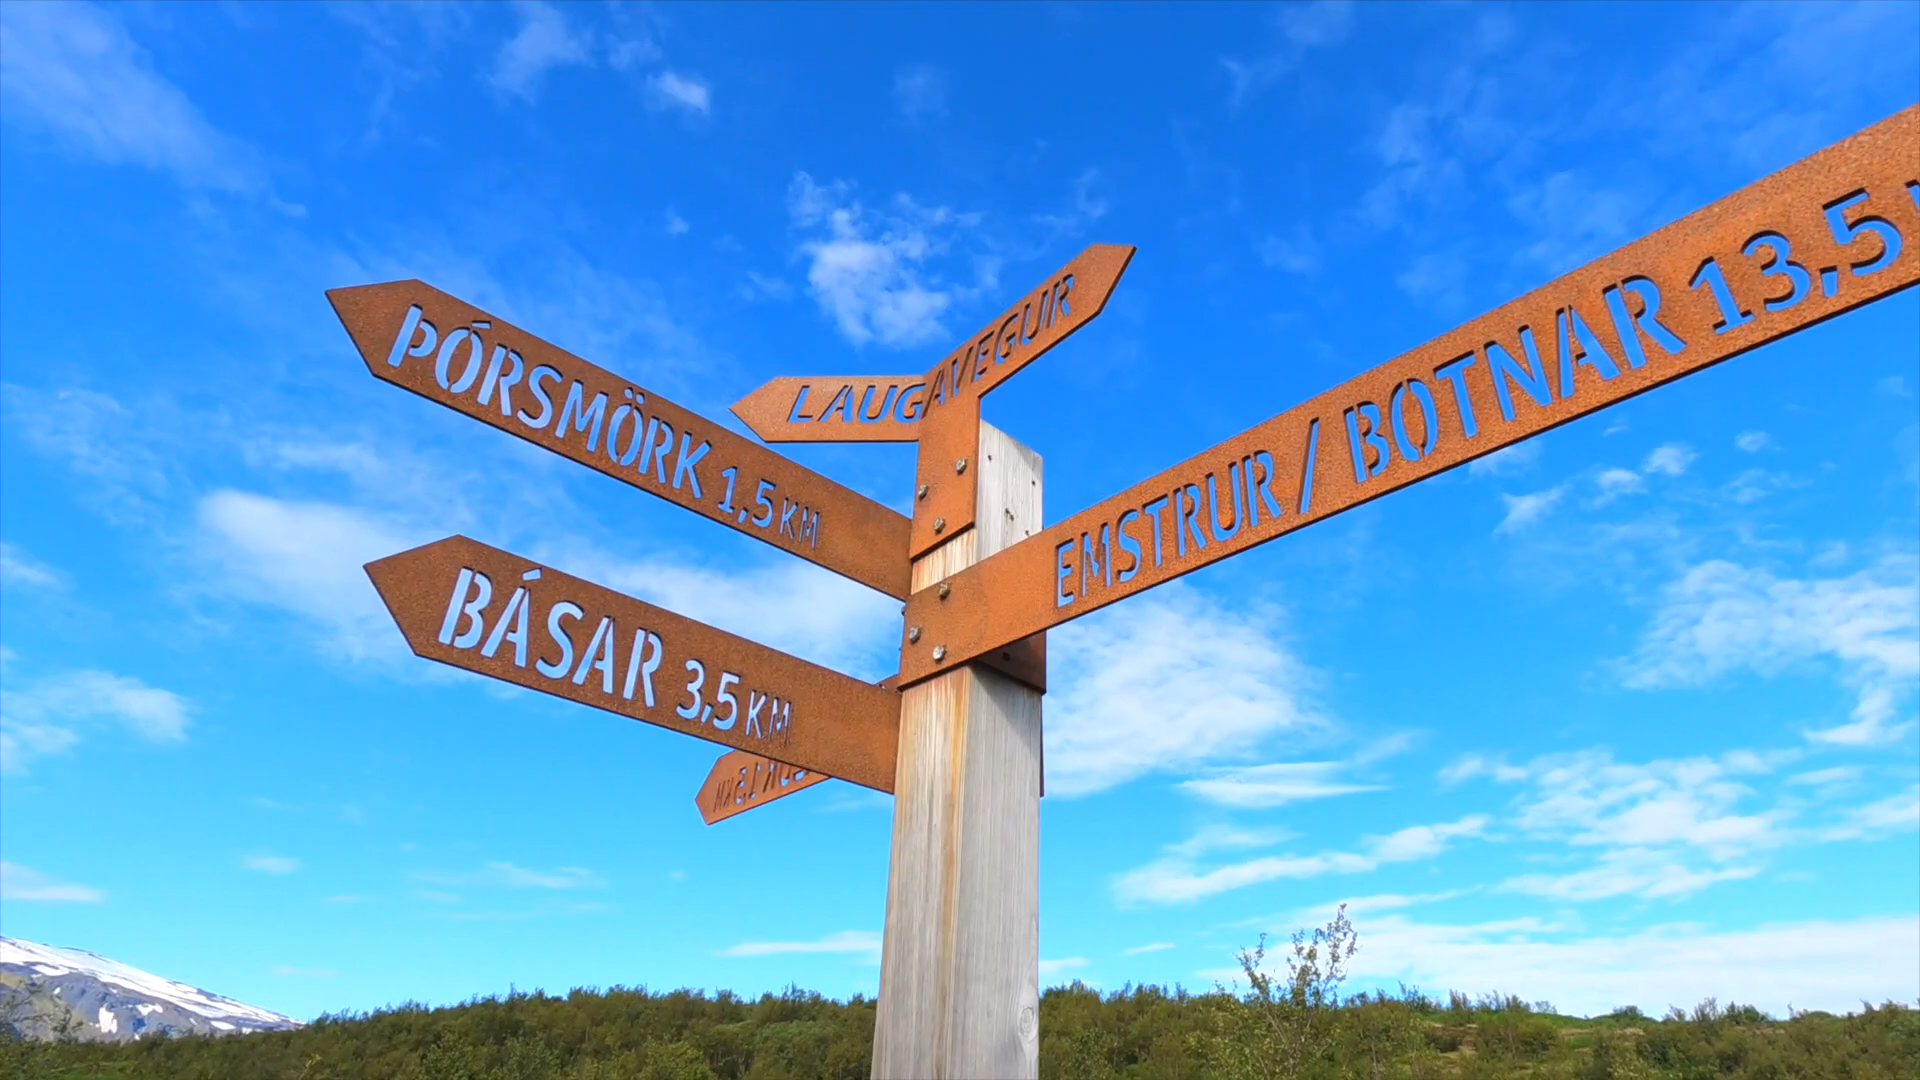 LAUGAVEGUR
ÞÓRSMÖRK 1,5 KM
EMSTRUR / BOTNAR 13,5
BÁSAR 3,5 KM